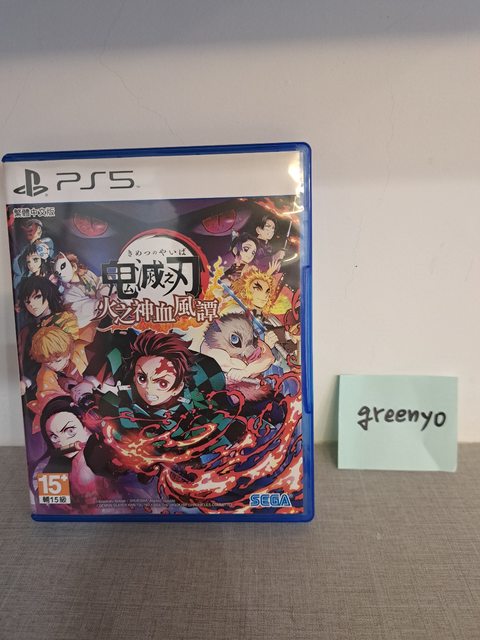 PS5
繁體中文版
きめつのやいば
鬼滅之刃
火之神血風譚
greenyo
15+
輔15級
SEGA